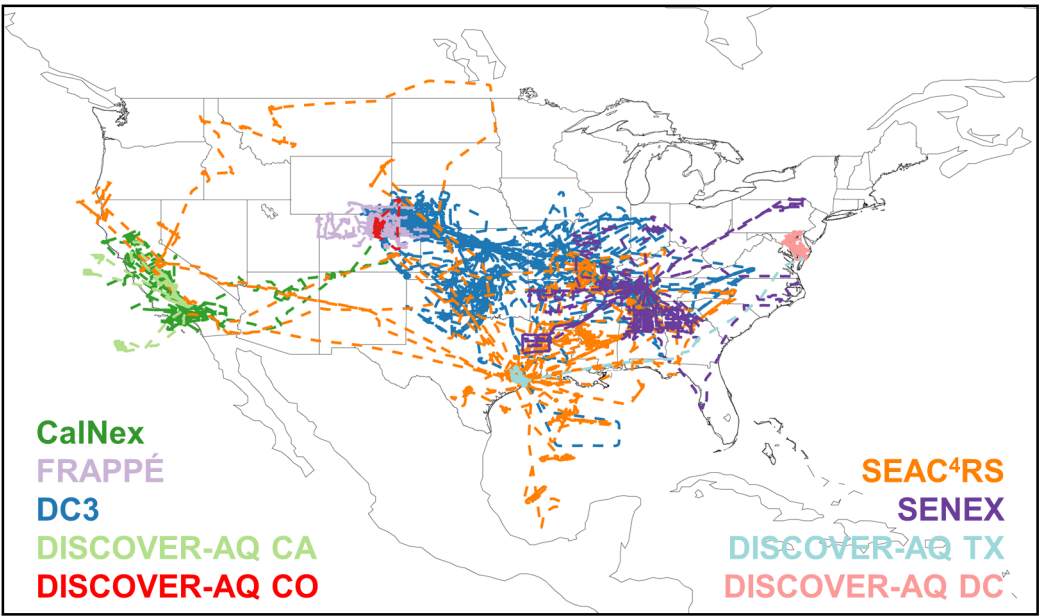 CalNex
FRAPPÉ
DC3
DISCOVER-AQ CA
DISCOVER-AQ CO
SEAC⁴RS
SENEX
DISCOVER-AQ TX
DISCOVER-AQ DC